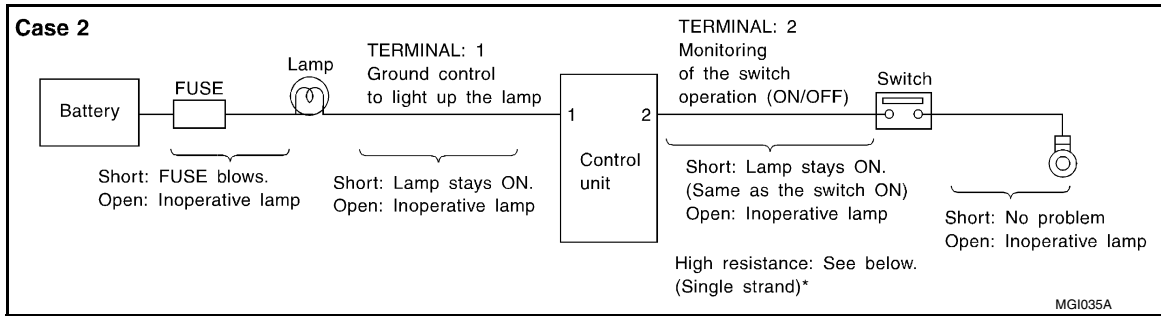 Case 2
Battery
FUSE
Lamp
TERMINAL: 1
Ground control
to light up the lamp
TERMINAL: 2
Monitoring
of the switch
operation (ON/OFF)
Switch
1
2
Control
unit
Short: FUSE blows.
Open: Inoperative lamp
Short: Lamp stays ON.
Open: Inoperative lamp
Short: Lamp stays ON.
(Same as the switch ON)
Open: Inoperative lamp
High resistance: See below.
(Single strand)*
Short: No problem
Open: Inoperative lamp
MGI035A